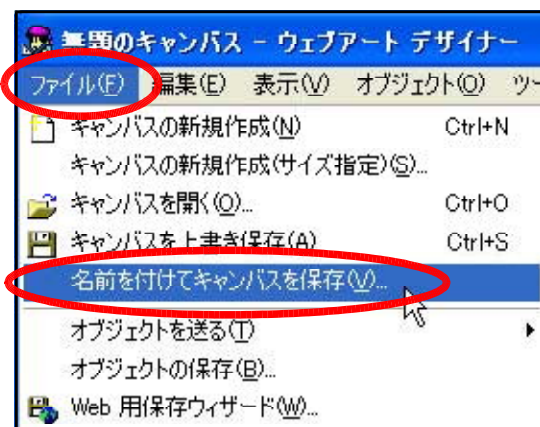 無題のキャンバス - ウェブアート デザイナー
ファイル(F) 編集(E) 表示(V) オブジェクト(O) ツー
キャンバスの新規作成(N) Ctrl+N
キャンバスの新規作成(サイズ指定)(S)...
キャンバスを開く(O)... Ctrl+O
キャンバスを上書き保存(A) Ctrl+S
名前を付けてキャンバスを保存(V)...
オブジェクトを送る(T)
オブジェクトの保存(B)...
Web 用保存ウィザード(W)...